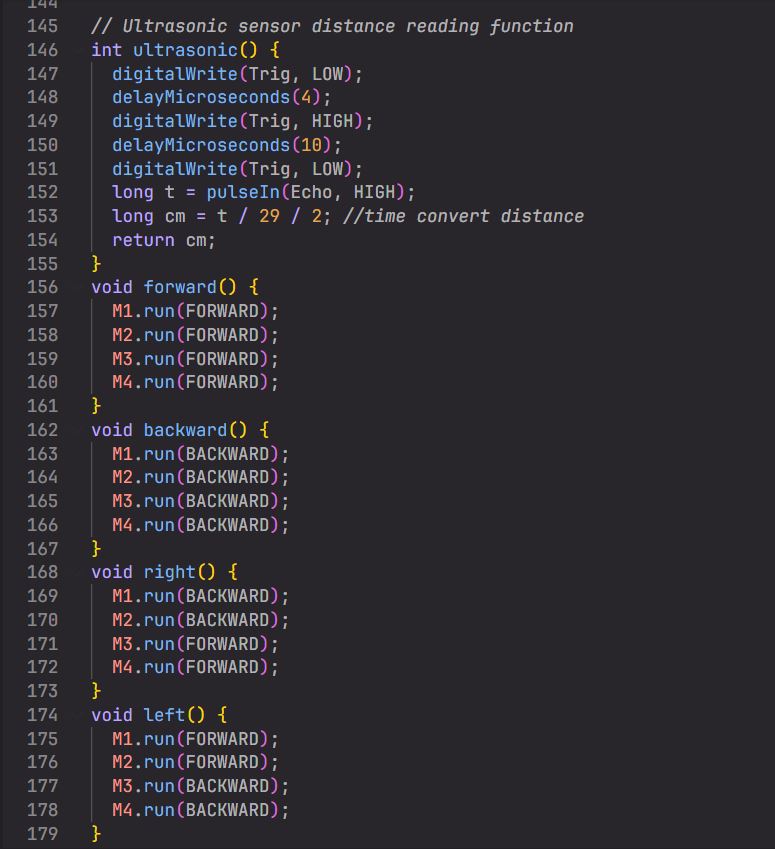 144
145 // Ultrasonic sensor distance reading function
146 int ultrasonic() {
147   digitalWrite(Trig, LOW);
148   delayMicroseconds(4);
149   digitalWrite(Trig, HIGH);
150   delayMicroseconds(10);
151   digitalWrite(Trig, LOW);
152   long t = pulseIn(Echo, HIGH);
153   long cm = t / 29 / 2; //time convert distance
154   return cm;
155 }
156 void forward() {
157   M1.run(FORWARD);
158   M2.run(FORWARD);
159   M3.run(FORWARD);
160   M4.run(FORWARD);
161 }
162 void backward() {
163   M1.run(BACKWARD);
164   M2.run(BACKWARD);
165   M3.run(BACKWARD);
166   M4.run(BACKWARD);
167 }
168 void right() {
169   M1.run(BACKWARD);
170   M2.run(BACKWARD);
171   M3.run(FORWARD);
172   M4.run(FORWARD);
173 }
174 void left() {
175   M1.run(FORWARD);
176   M2.run(FORWARD);
177   M3.run(BACKWARD);
178   M4.run(BACKWARD);
179 }